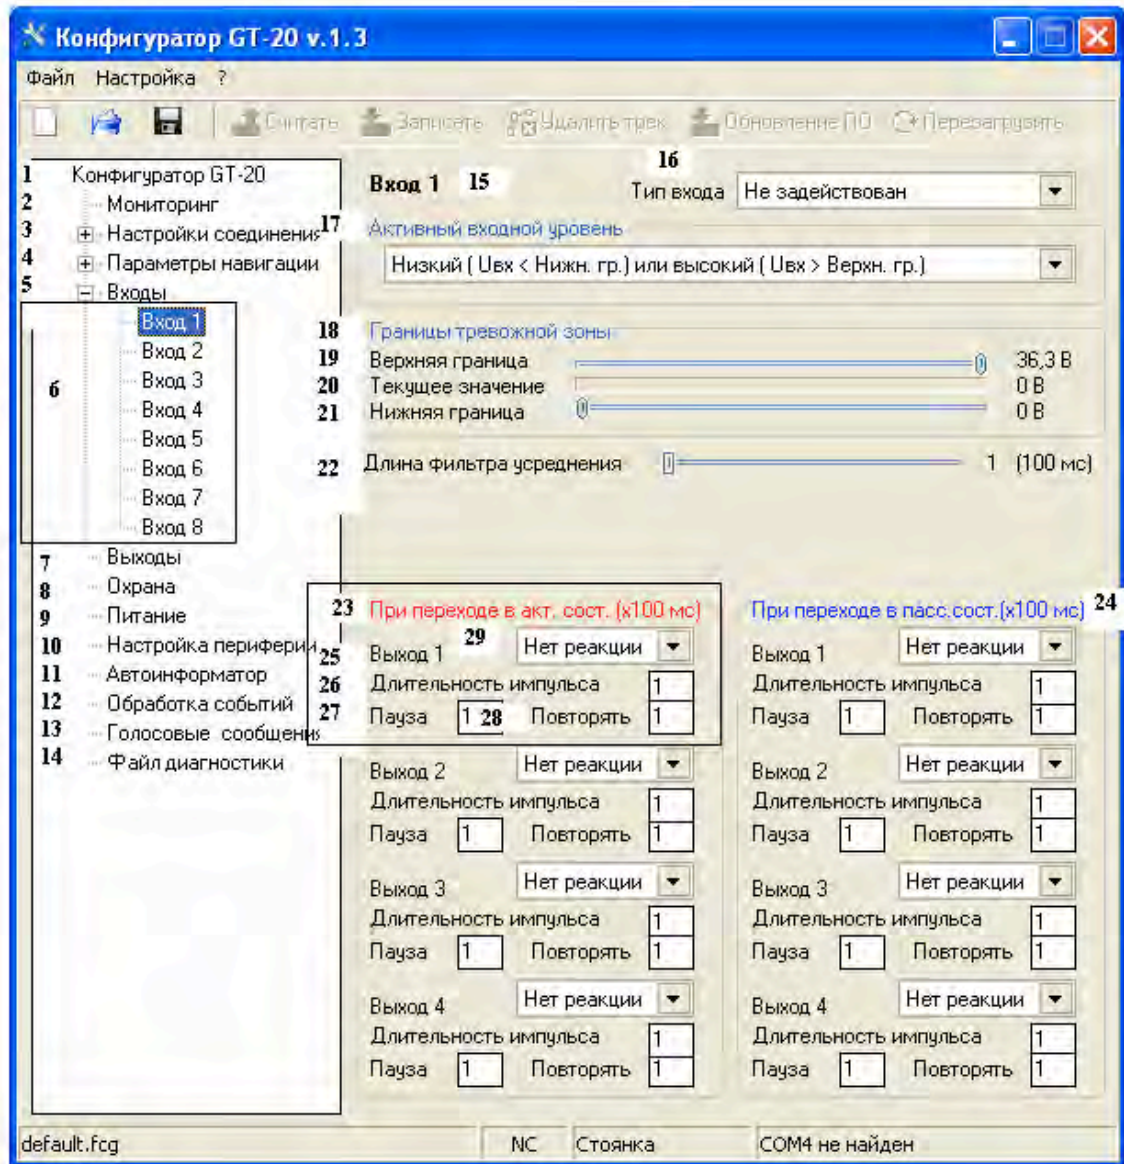 Конфигуратор GT-20 v.1.3
Файл Настройка ?
Считать Записать Удалить трек Обновление ПО Перезагрузить
1 Конфигуратор GT-20
2 Мониторинг
3 Настройки соединения
4 Параметры навигации
5 Входы
6
Вход 1
Вход 2
Вход 3
Вход 4
Вход 5
Вход 6
Вход 7
Вход 8
7 Выходы
8 Охрана
9 Питание
10 Настройка периферии
11 Автоинформатор
12 Обработка событий
13 Голосовые сообщения
14 Файл диагностики
Вход 1 15
16
Тип входа Не задействован
17 Активный входной уровень
Низкий ( Uвх < Нижн. гр.) или высокий ( Uвх > Верхн. гр.)
18 Границы тревожной зоны
19 Верхняя граница 36,3 В
20 Текущее значение 0 В
21 Нижняя граница 0 В
22 Длина фильтра усреднения 1 (100 мс)
23 При переходе в акт. сост. (x100 мс)
25 Выход 1 29 Нет реакции
26 Длительность импульса 1
27 Пауза 1 28 Повторять 1
Выход 2 Нет реакции
Длительность импульса 1
Пауза 1 Повторять 1
Выход 3 Нет реакции
Длительность импульса 1
Пауза 1 Повторять 1
Выход 4 Нет реакции
Длительность импульса 1
Пауза 1 Повторять 1
При переходе в пасс.сост.(x100 мс) 24
Выход 1 Нет реакции
Длительность импульса 1
Пауза 1 Повторять 1
Выход 2 Нет реакции
Длительность импульса 1
Пауза 1 Повторять 1
Выход 3 Нет реакции
Длительность импульса 1
Пауза 1 Повторять 1
Выход 4 Нет реакции
Длительность импульса 1
Пауза 1 Повторять 1
default.fcg NC Стоянка COM4 не найден